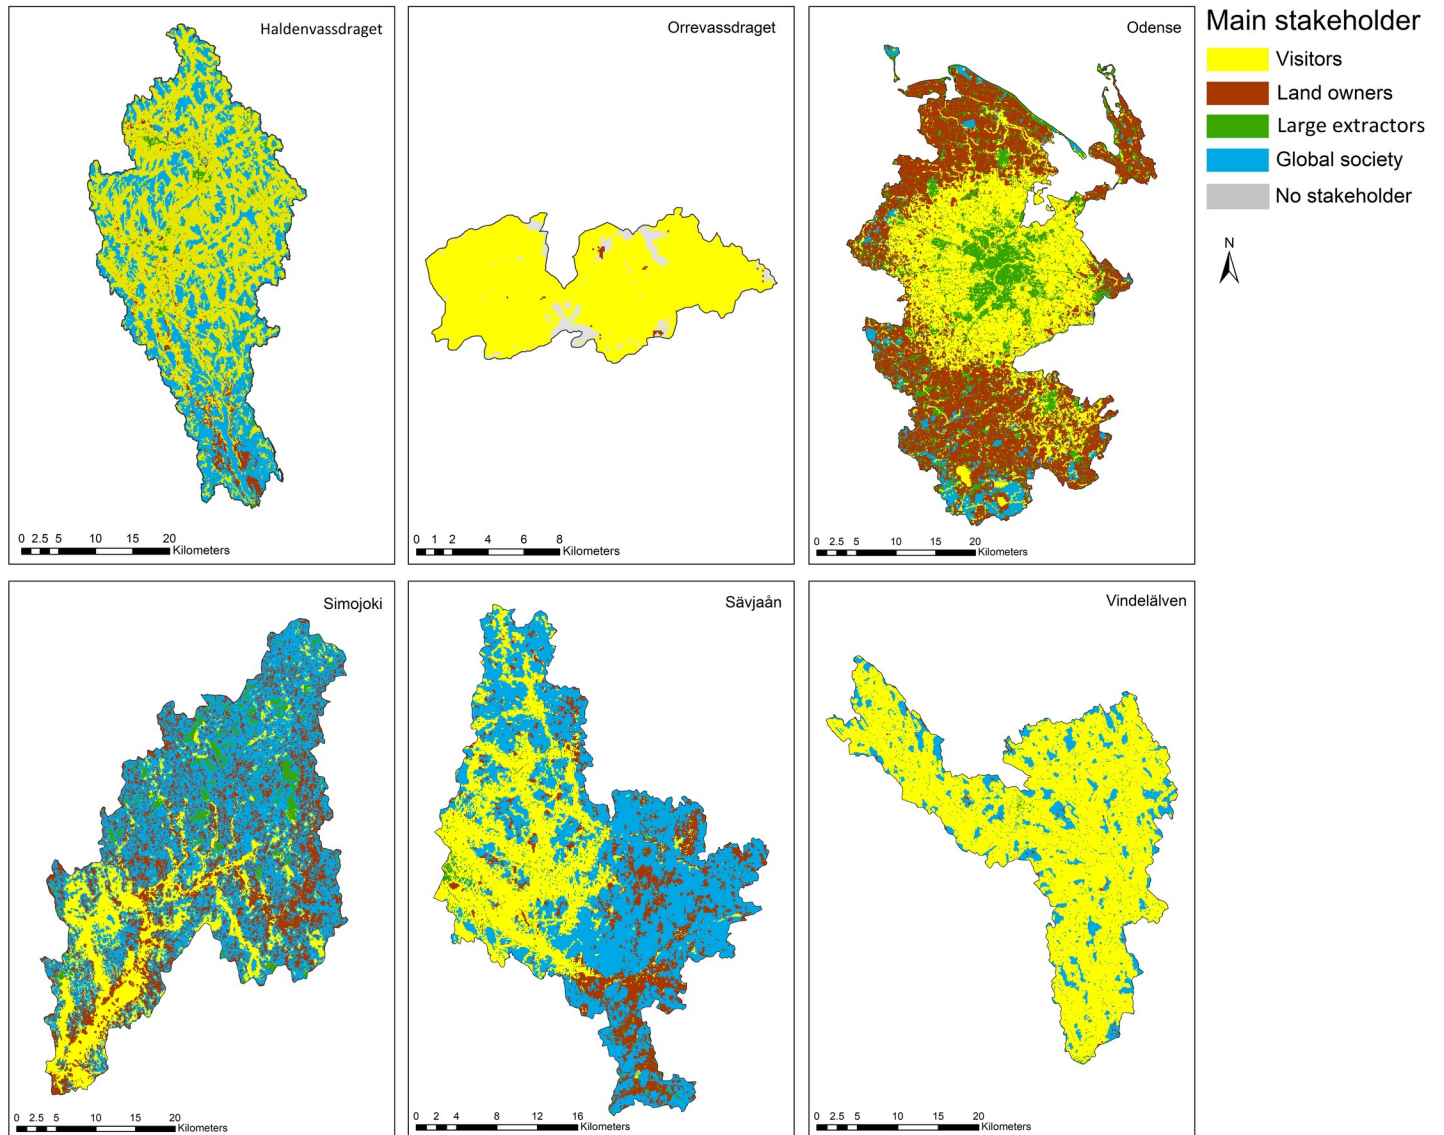 Haldenvassdraget
0 2.5 5 10 15 20
Kilometers
Orrevassdraget
0 1 2 4 6 8
Kilometers
Odense
0 2.5 5 10 15 20
Kilometers
Main stakeholder
Visitors
Land owners
Large extractors
Global society
No stakeholder
N
Simojoki
0 2.5 5 10 15 20
Kilometers
Sävjaån
0 2 4 8 12 16
Kilometers
Vindelälven
0 2.5 5 10 15 20
Kilometers